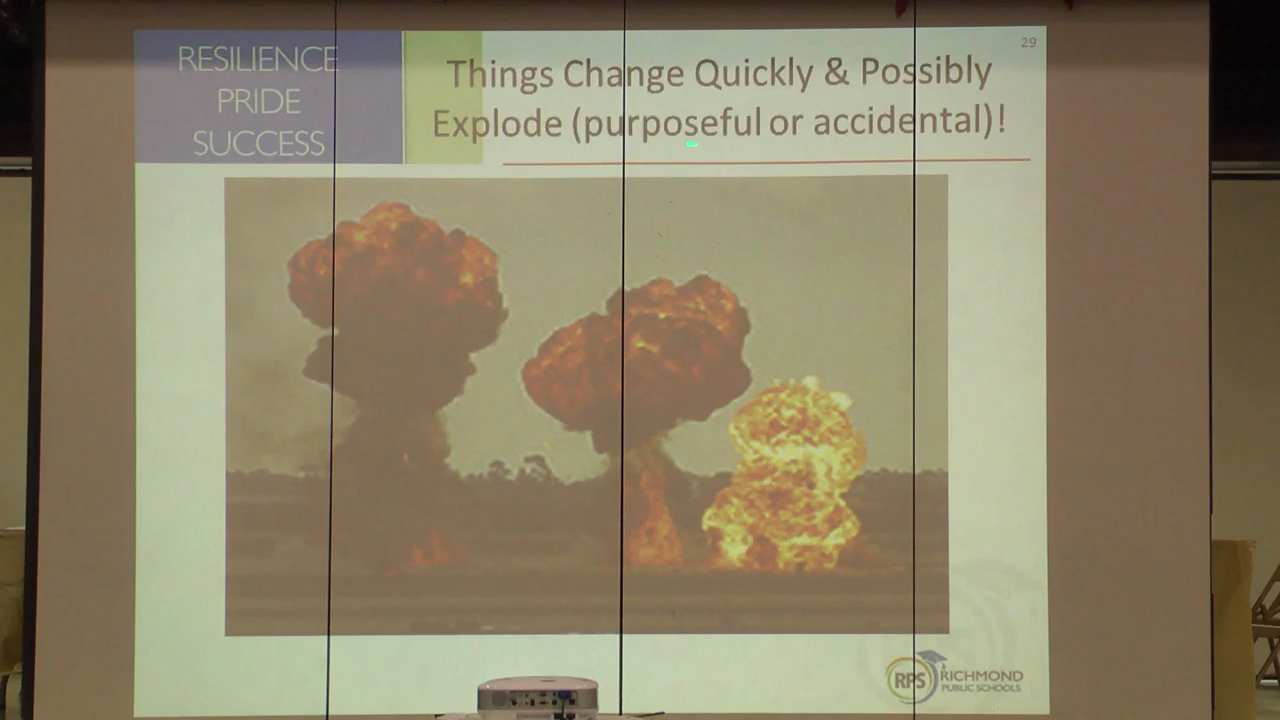 29
RESILIENCE
PRIDE
SUCCESS
Things Change Quickly & Possibly
Explode (purposeful or accidental)!
RPS
RICHMOND
PUBLIC SCHOOLS